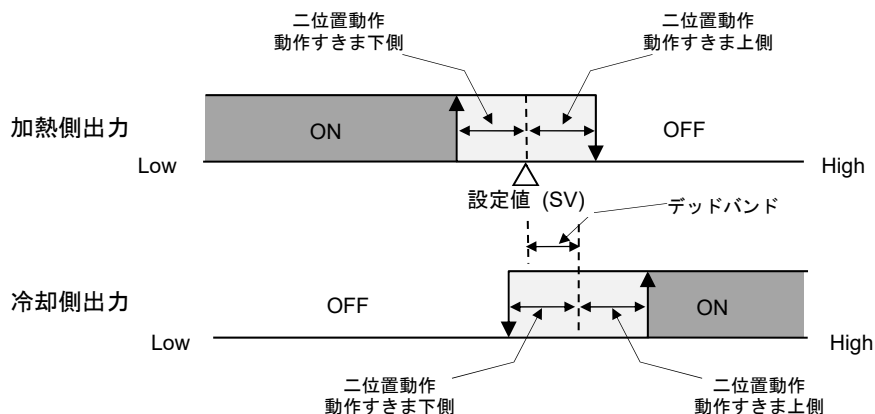 二位置動作
動作すきま下側
二位置動作
動作すきま上側
加熱側出力
ON
OFF
Low
High
設定値 (SV)
デッドバンド
冷却側出力
OFF
ON
Low
High
二位置動作
動作すきま下側
二位置動作
動作すきま上側